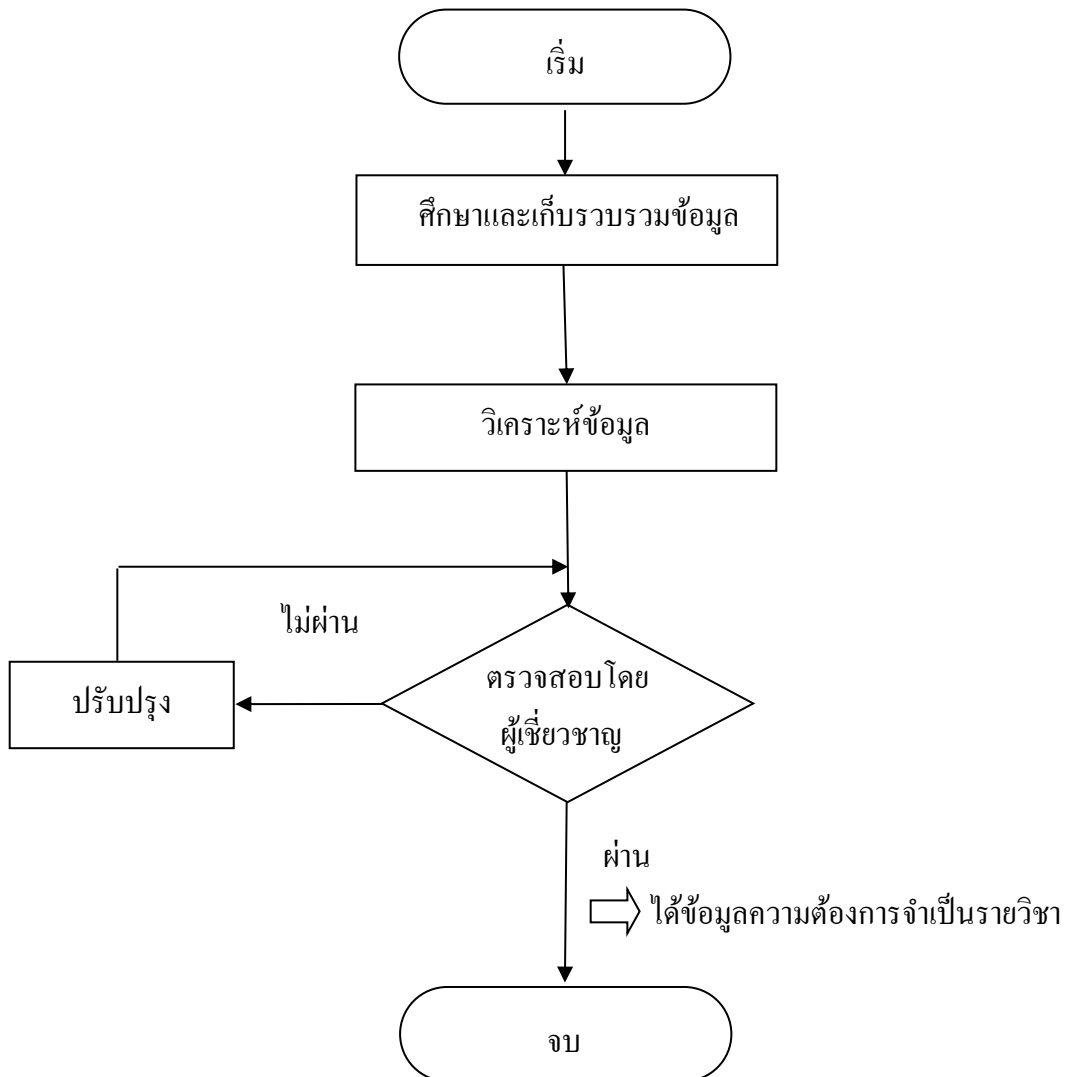 เริ่ม
ศึกษาและเก็บรวบรวมข้อมูล
วิเคราะห์ข้อมูล
ไม่ผ่าน
ตรวจสอบโดย
ผู้เชี่ยวชาญ
ปรับปรุง
ผ่าน
ได้ข้อมูลความต้องการจำเป็นรายวิชา
จบ